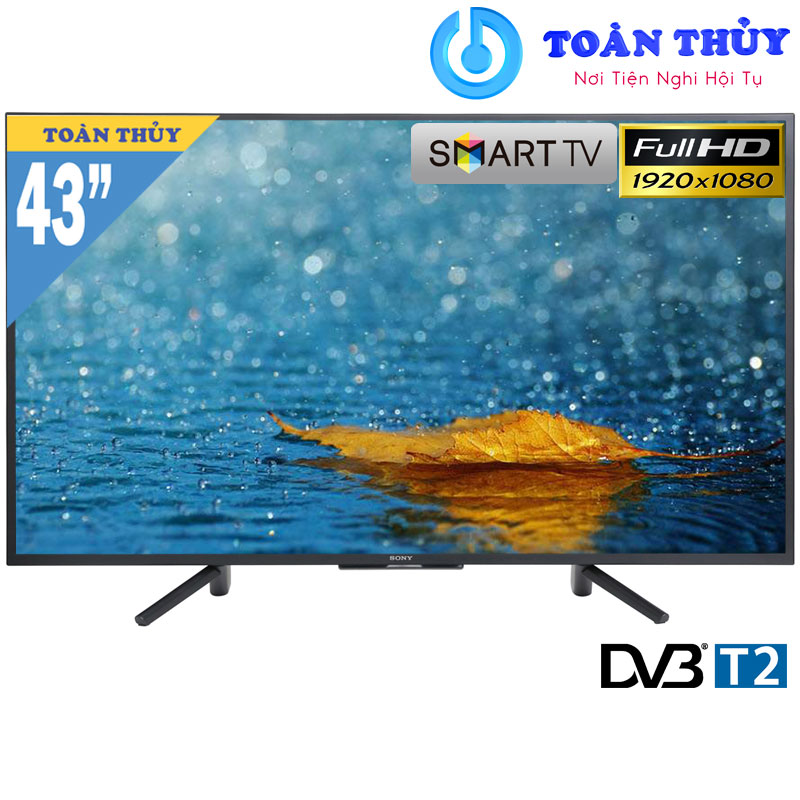 TOÀN THỦY
Nơi Tiện Nghi Hội Tụ
TOÀN THỦY
43”
SMART TV
Full HD
1920x1080
SONY
DVB® T2